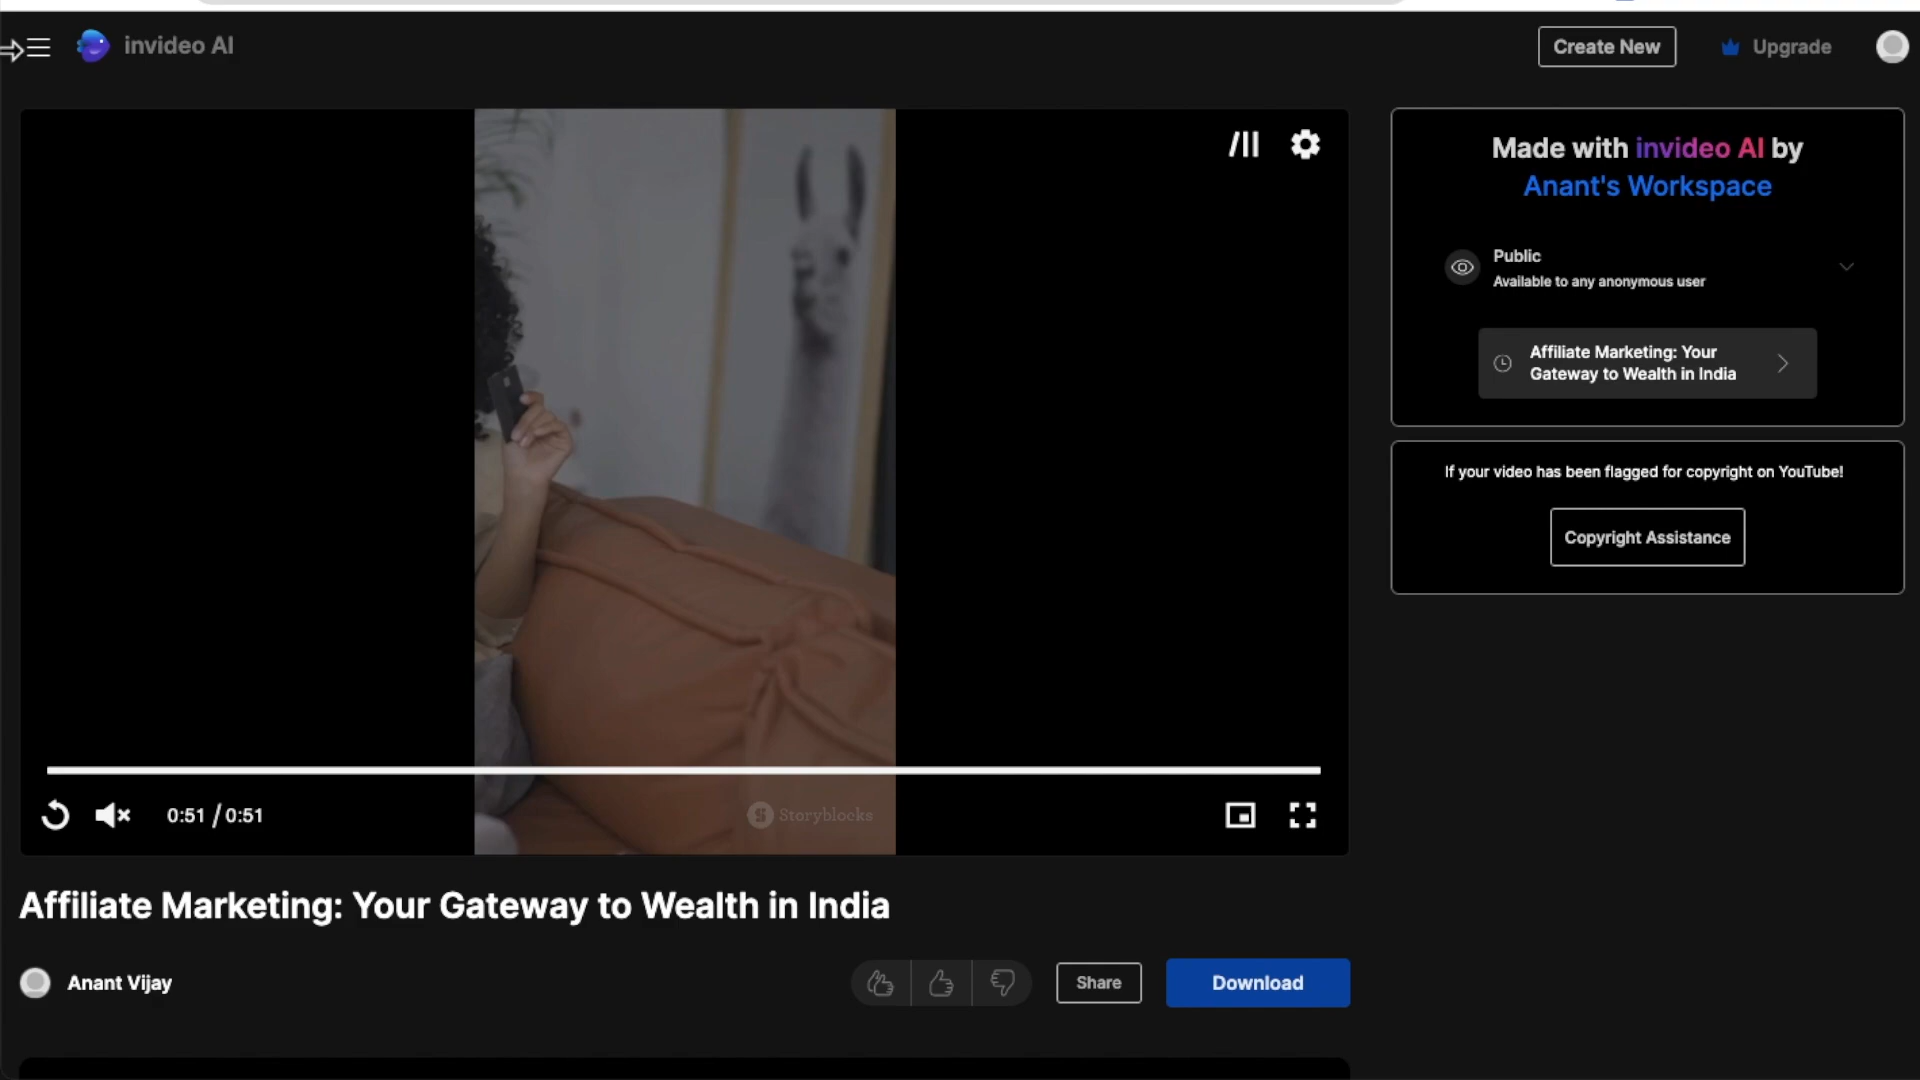 invideo AI
Create New
Upgrade
Made with invideo AI by
Anant's Workspace
Public
Available to any anonymous user
Affiliate Marketing: Your
Gateway to Wealth in India
If your video has been flagged for copyright on YouTube!
Copyright Assistance
0:51 / 0:51
Storyblocks
Affiliate Marketing: Your Gateway to Wealth in India
Anant Vijay
Share
Download